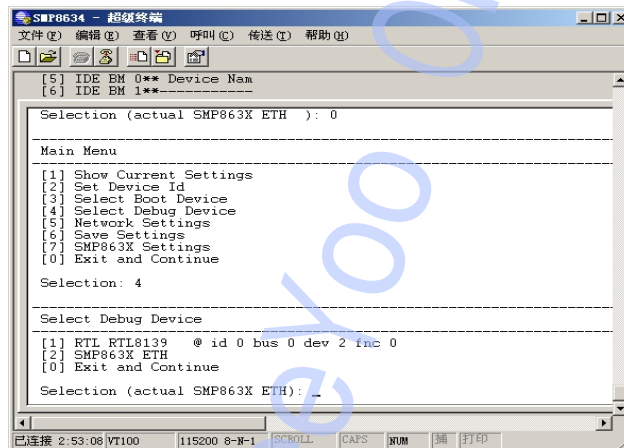 SMP8634 - 超级终端
文件(F) 编辑(E) 查看(V) 呼叫(C) 传送(T) 帮助(H)
[5] IDE BM 0** Device Nam
[6] IDE BM 1**------------
Selection (actual SMP863X ETH  ): 0
Main Menu
[1] Show Current Settings
[2] Set Device Id
[3] Select Boot Device
[4] Select Debug Device
[5] Network Settings
[6] Save Settings
[7] SMP863X Settings
[0] Exit and Continue
Selection: 4
Select Debug Device
[1] RTL RTL8139   @ id 0 bus 0 dev 2 fnc 0
[2] SMP863X ETH
[0] Exit and Continue
Selection (actual SMP863X ETH): _
已连接 2:53:08 VT100 115200 8-N-1 SCROLL CAPS NUM 捕 打印